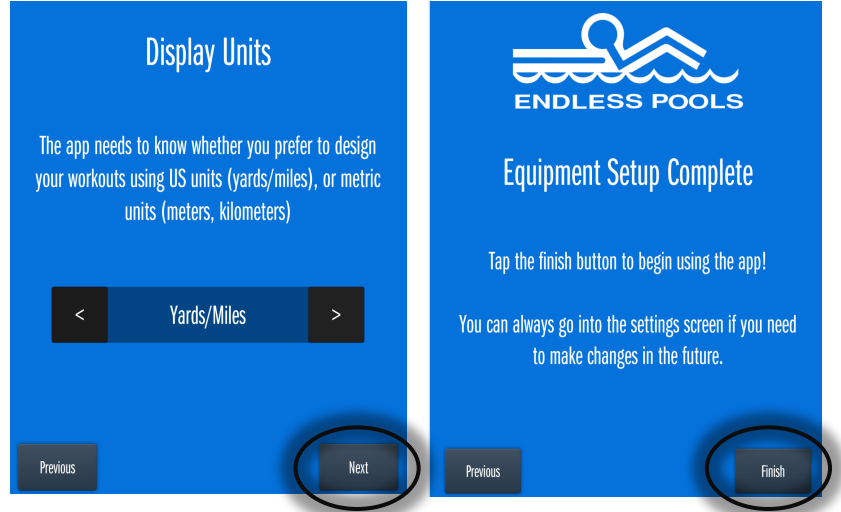 Display Units
The app needs to know whether you prefer to design
your workouts using US units (yards/miles), or metric
units (meters, kilometers)
< Yards/Miles >
Previous Next
ENDLESS POOLS
Equipment Setup Complete
Tap the finish button to begin using the app!
You can always go into the settings screen if you need
to make changes in the future.
Previous Finish